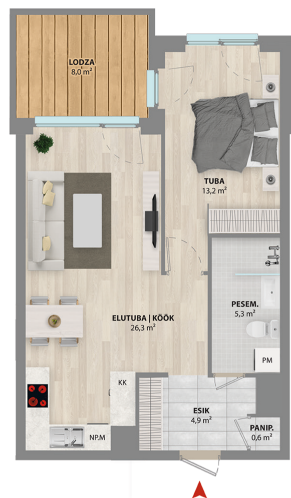 LODZA
8,0 m²
TUBA
13,2 m²
ELUTUBA | KÖÖK
26,3 m²
PESEM.
5,3 m²
PM
KK
ESIK
4,9 m²
PANIP.
0,6 m²
NPM